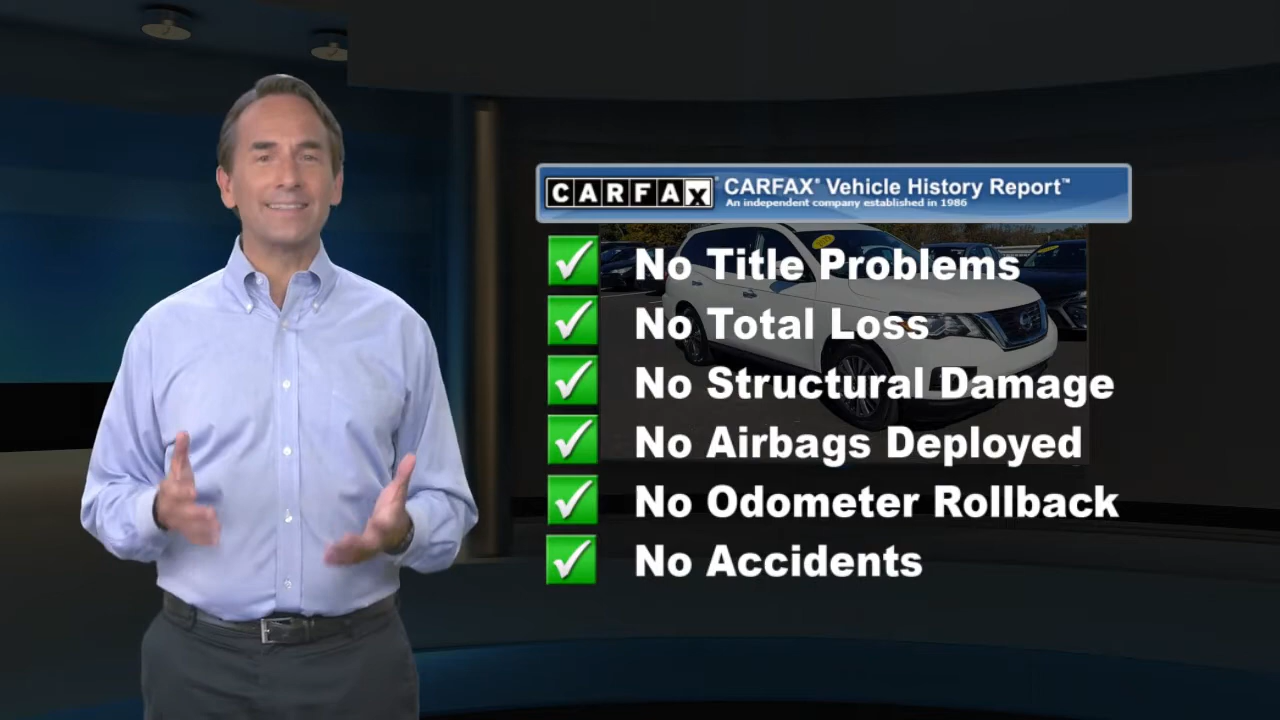 CARFAX® CARFAX® Vehicle History Report™
An independent company established in 1986
No Title Problems
No Total Loss
No Structural Damage
No Airbags Deployed
No Odometer Rollback
No Accidents